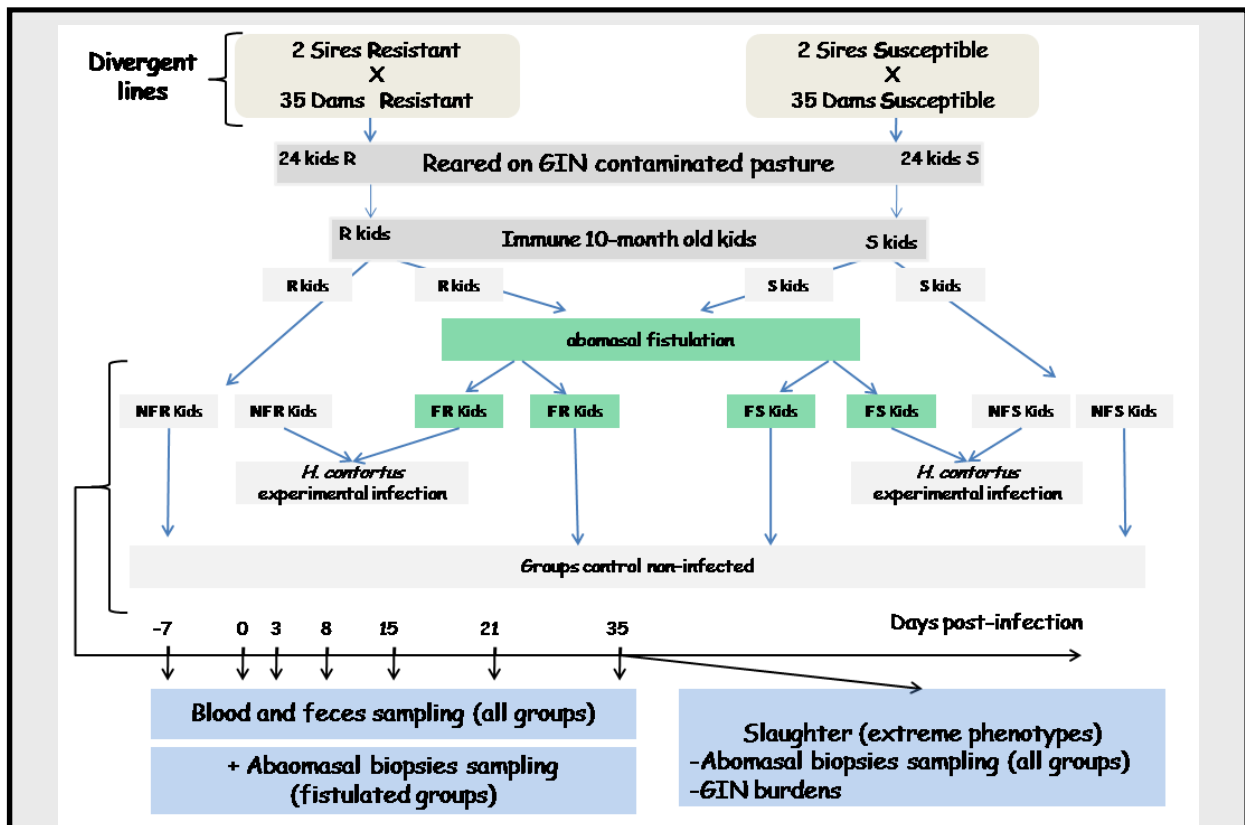 Divergent
lines
2 Sires Resistant
X
35 Dams Resistant
2 Sires Susceptible
X
35 Dams Susceptible
24 kids R
Reared on GIN contaminated pasture
24 kids S
R kids
Immune 10-month old kids
S kids
R kids
R kids
S kids
S kids
abomasal fistulation
NFR Kids
NFR Kids
FR Kids
FR Kids
FS Kids
FS Kids
NFS Kids
NFS Kids
H. contortus
experimental infection
H. contortus
experimental infection
Groups control non-infected
Days post-infection
-7 0 3 8 15 21 35
Blood and feces sampling (all groups)
+ Abaomasal biopsies sampling
(fistulated groups)
Slaughter (extreme phenotypes)
-Abomasal biopsies sampling (all groups)
-GIN burdens